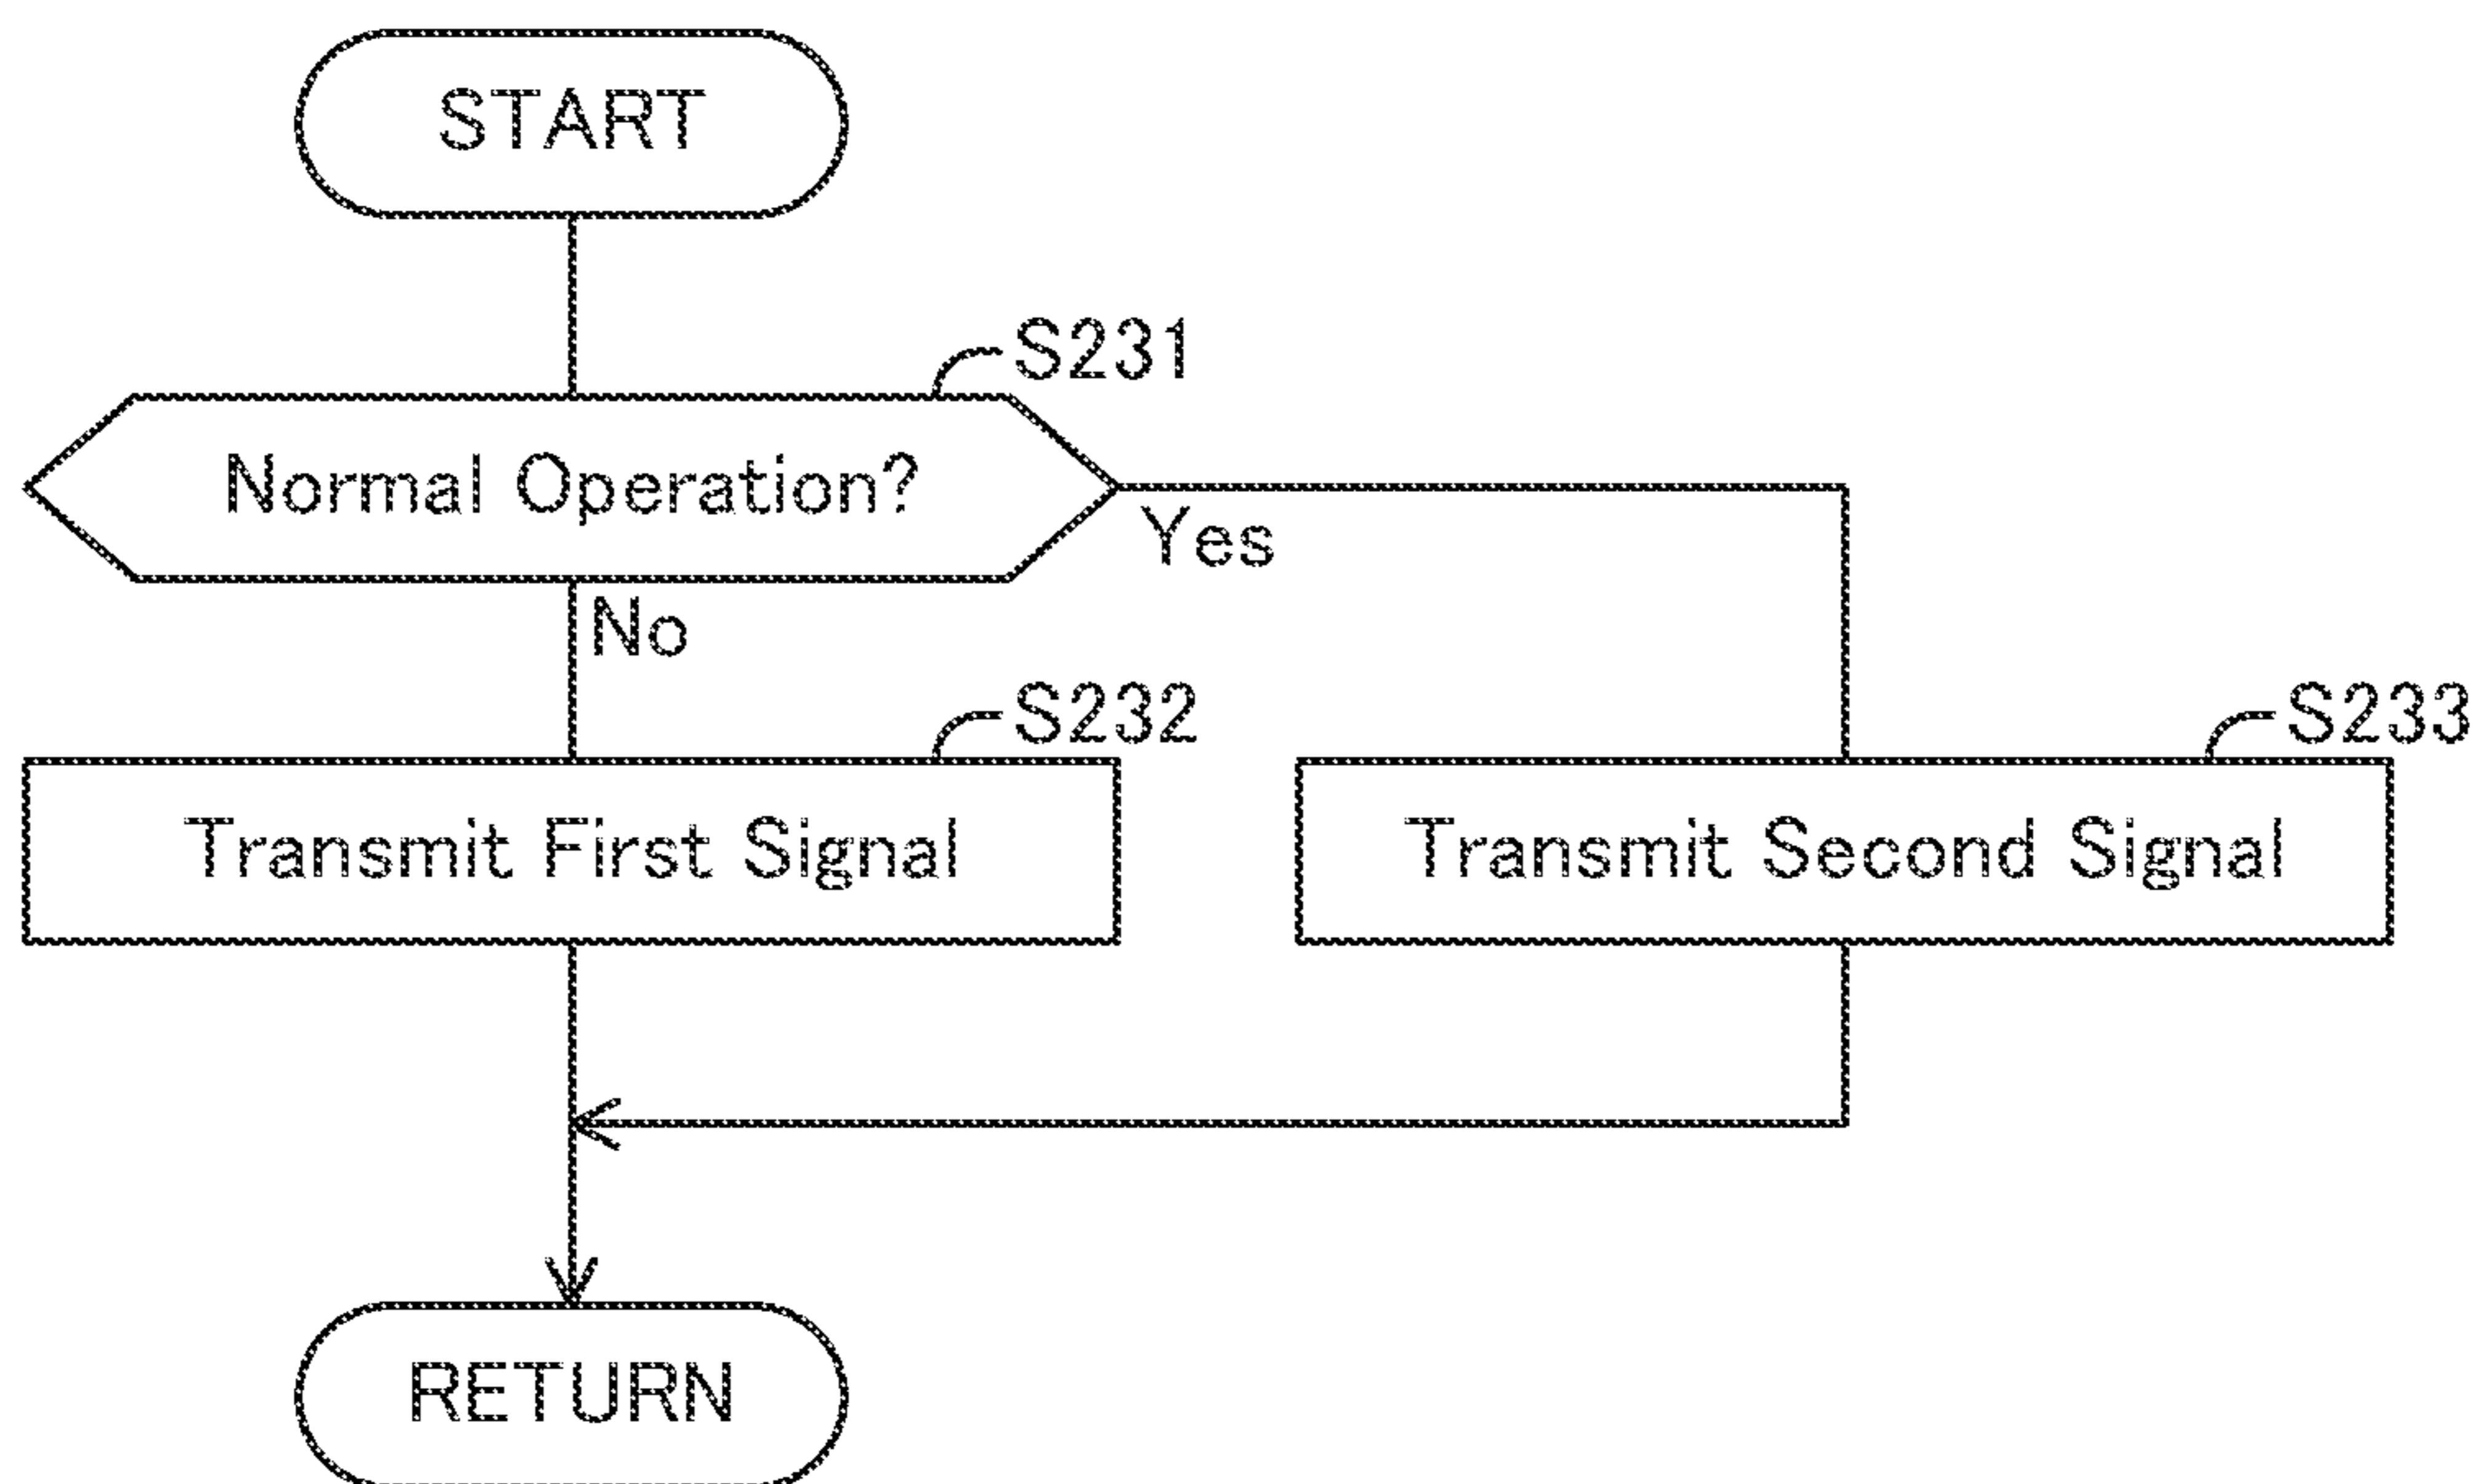 START
S231
Normal Operation?
Yes
No
S232
S233
Transmit First Signal
Transmit Second Signal
RETURN